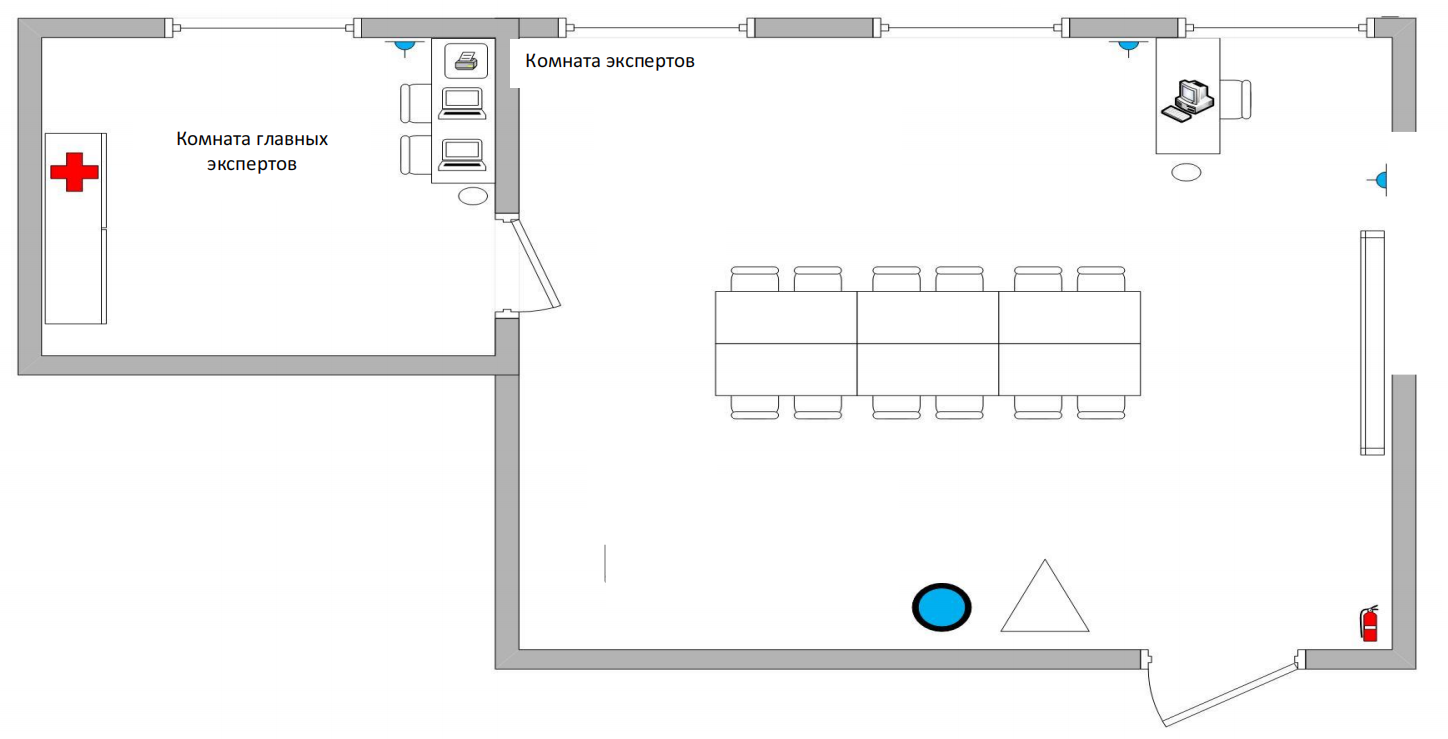 Комната экспертов
Комната главных
экспертов